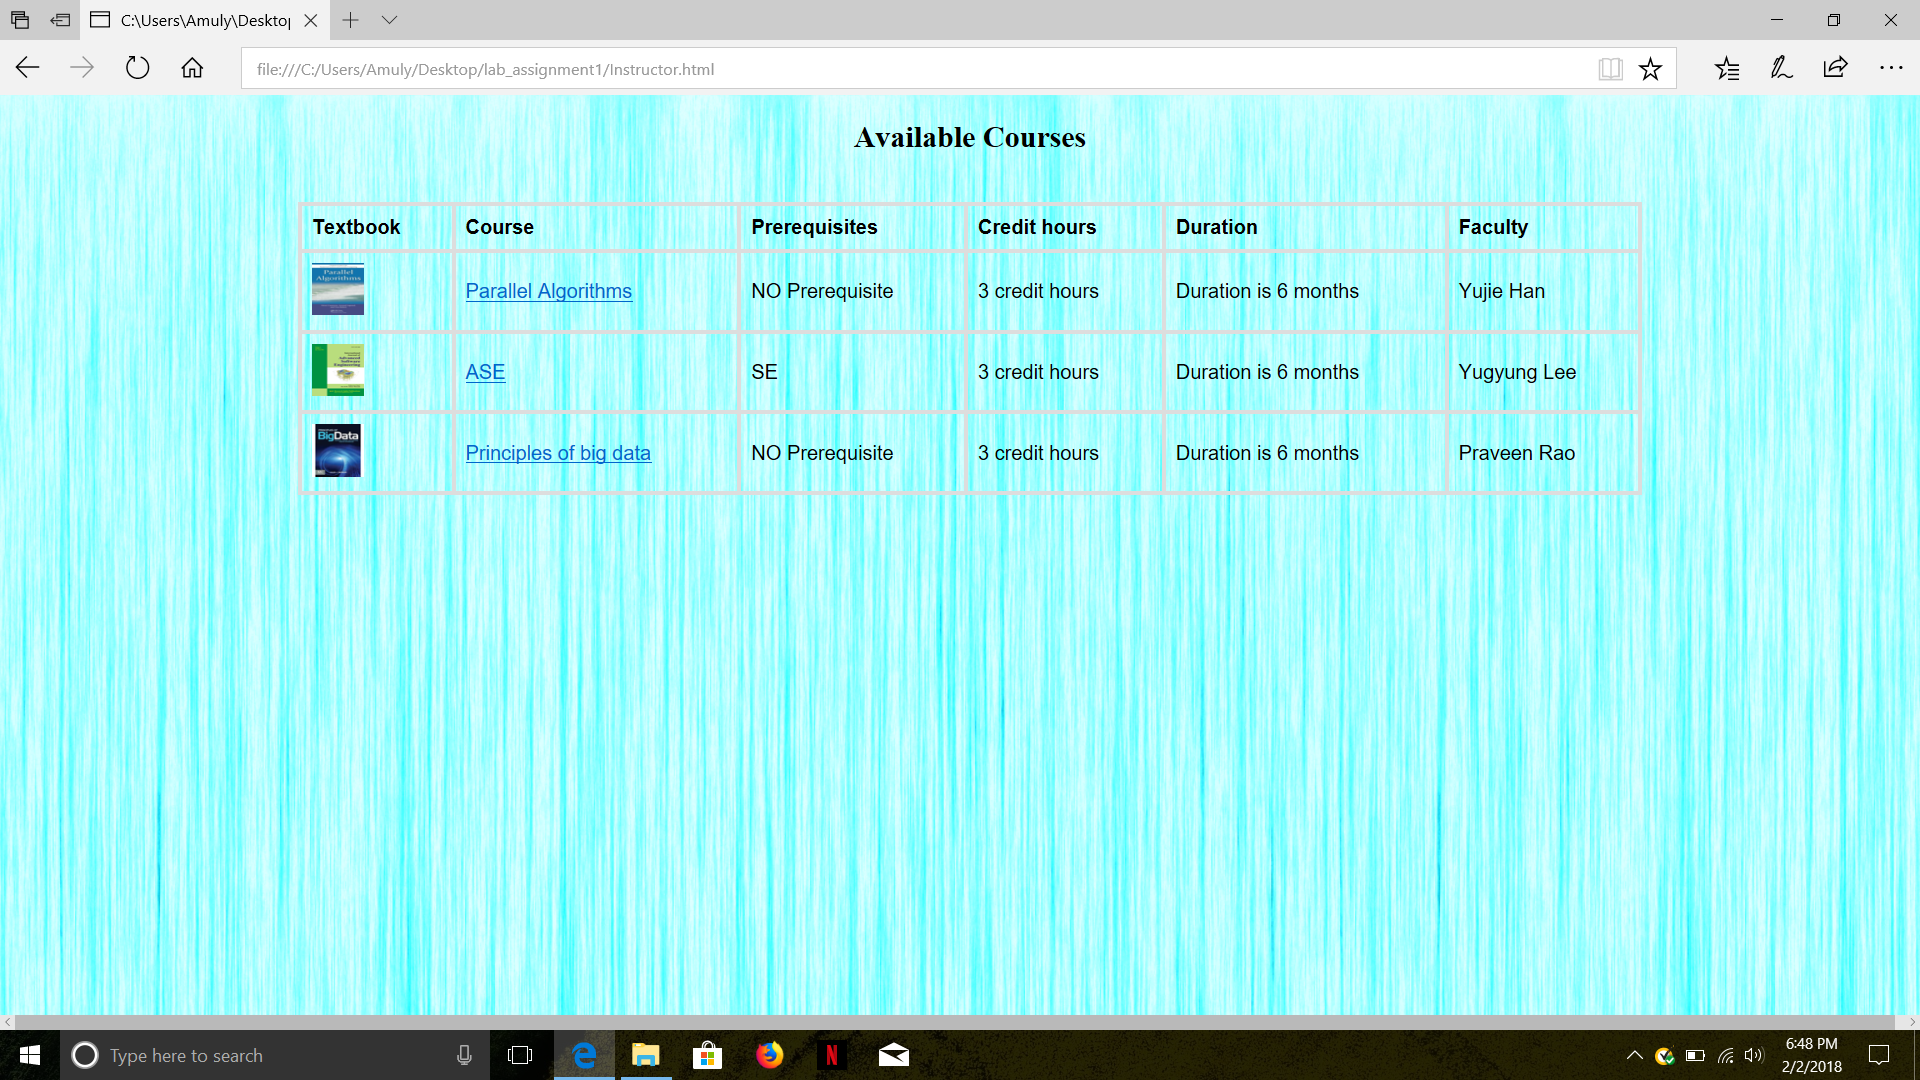 C:\Users\Amuly\Desktop
file:///C:/Users/Amuly/Desktop/lab_assignment1/Instructor.html
Available Courses
Textbook Course Prerequisites Credit hours Duration Faculty
Parallel Algorithms
Parallel Algorithms NO Prerequisite 3 credit hours Duration is 6 months Yujie Han
ASE SE 3 credit hours Duration is 6 months Yugyung Lee
BigData
Principles of big data NO Prerequisite 3 credit hours Duration is 6 months Praveen Rao
Type here to search
N
6:48 PM
2/2/2018